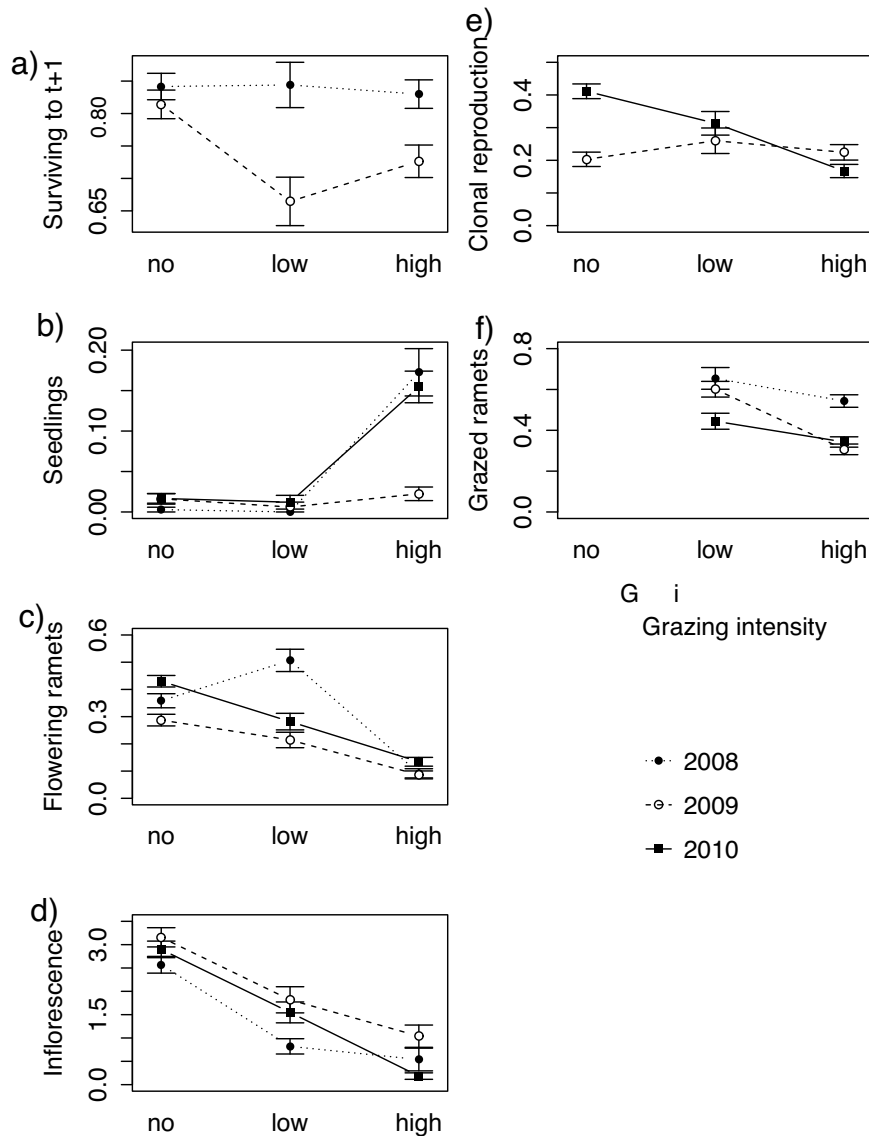 a)
Surviving to t+1
0.80
0.65
no low high
b)
Seedlings
0.20
0.10
0.00
no low high
c)
Flowering ramets
0.6
0.3
0.0
no low high
d)
Inflorescence
3.0
1.5
0.0
no low high
e)
Clonal reproduction
0.4
0.2
0.0
no low high
f)
Grazed ramets
0.8
0.4
0.0
no low high
G i
Grazing intensity
2008
2009
2010